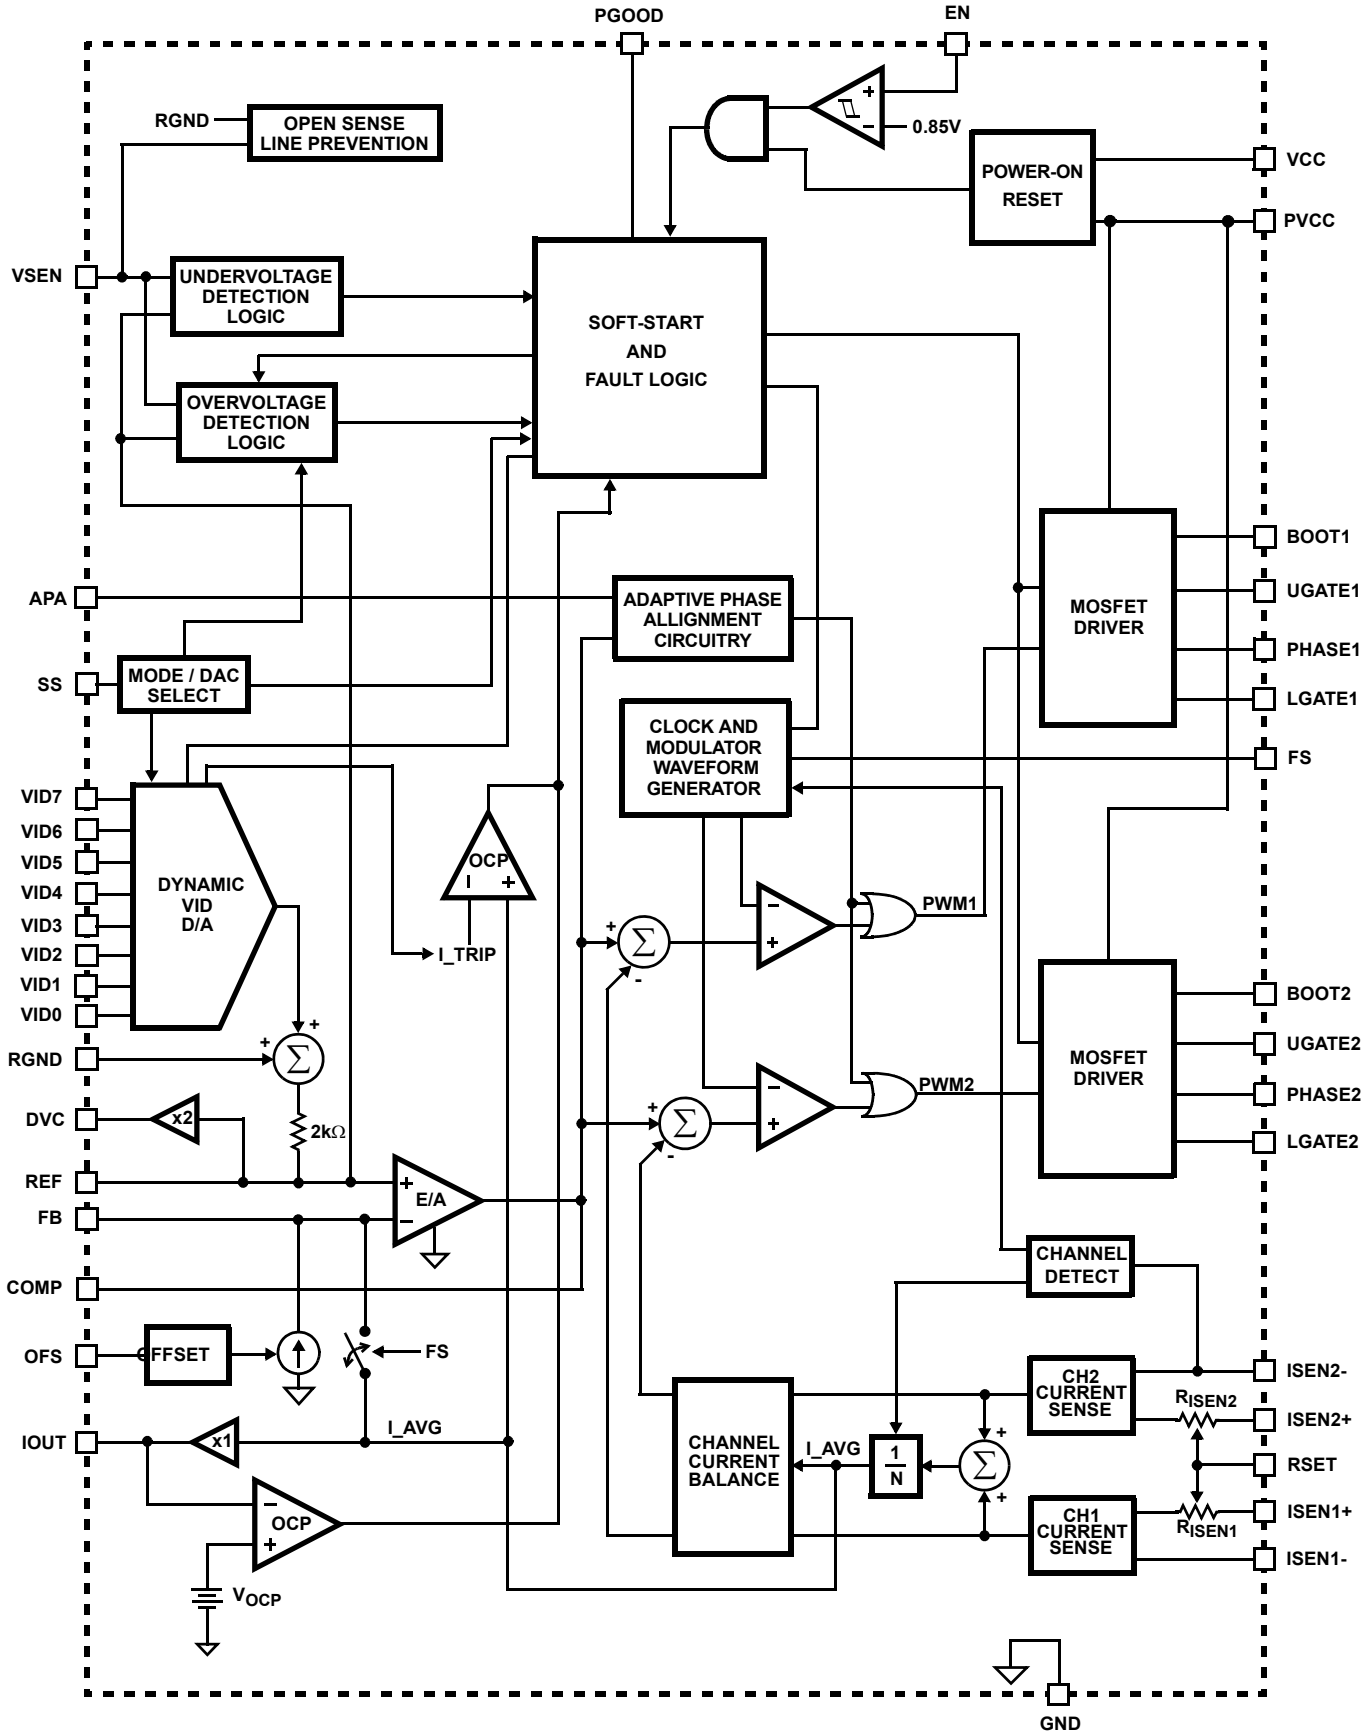 PGOOD
EN
RGND
OPEN SENSE
LINE PREVENTION
+
−
0.85V
POWER-ON
RESET
VCC
PVCC
VSEN
UNDERVOLTAGE
DETECTION
LOGIC
SOFT-START
AND
FAULT LOGIC
OVERVOLTAGE
DETECTION
LOGIC
BOOT1
UGATE1
PHASE1
LGATE1
MOSFET
DRIVER
APA
ADAPTIVE PHASE
ALLIGNMENT
CIRCUITRY
SS
MODE / DAC
SELECT
CLOCK AND
MODULATOR
WAVEFORM
GENERATOR
FS
VID7
VID6
VID5
VID4
VID3
VID2
VID1
VID0
DYNAMIC
VID
D/A
OCP
− +
I_TRIP
+
Σ
-
−
+
PWM1
RGND
+
+
Σ
2kΩ
DVC
x2
REF
FB
+
−
E/A
+
Σ
-
−
+
PWM2
MOSFET
DRIVER
BOOT2
UGATE2
PHASE2
LGATE2
COMP
CHANNEL
DETECT
OFS
OFFSET
FS
IOUT
x1
I_AVG
−
OCP
+
VOCP
CHANNEL
CURRENT
BALANCE
I_AVG
1
N
+
Σ
+
CH2
CURRENT
SENSE
RISEN2
CH1
CURRENT
SENSE
RISEN1
ISEN2-
ISEN2+
RSET
ISEN1+
ISEN1-
GND